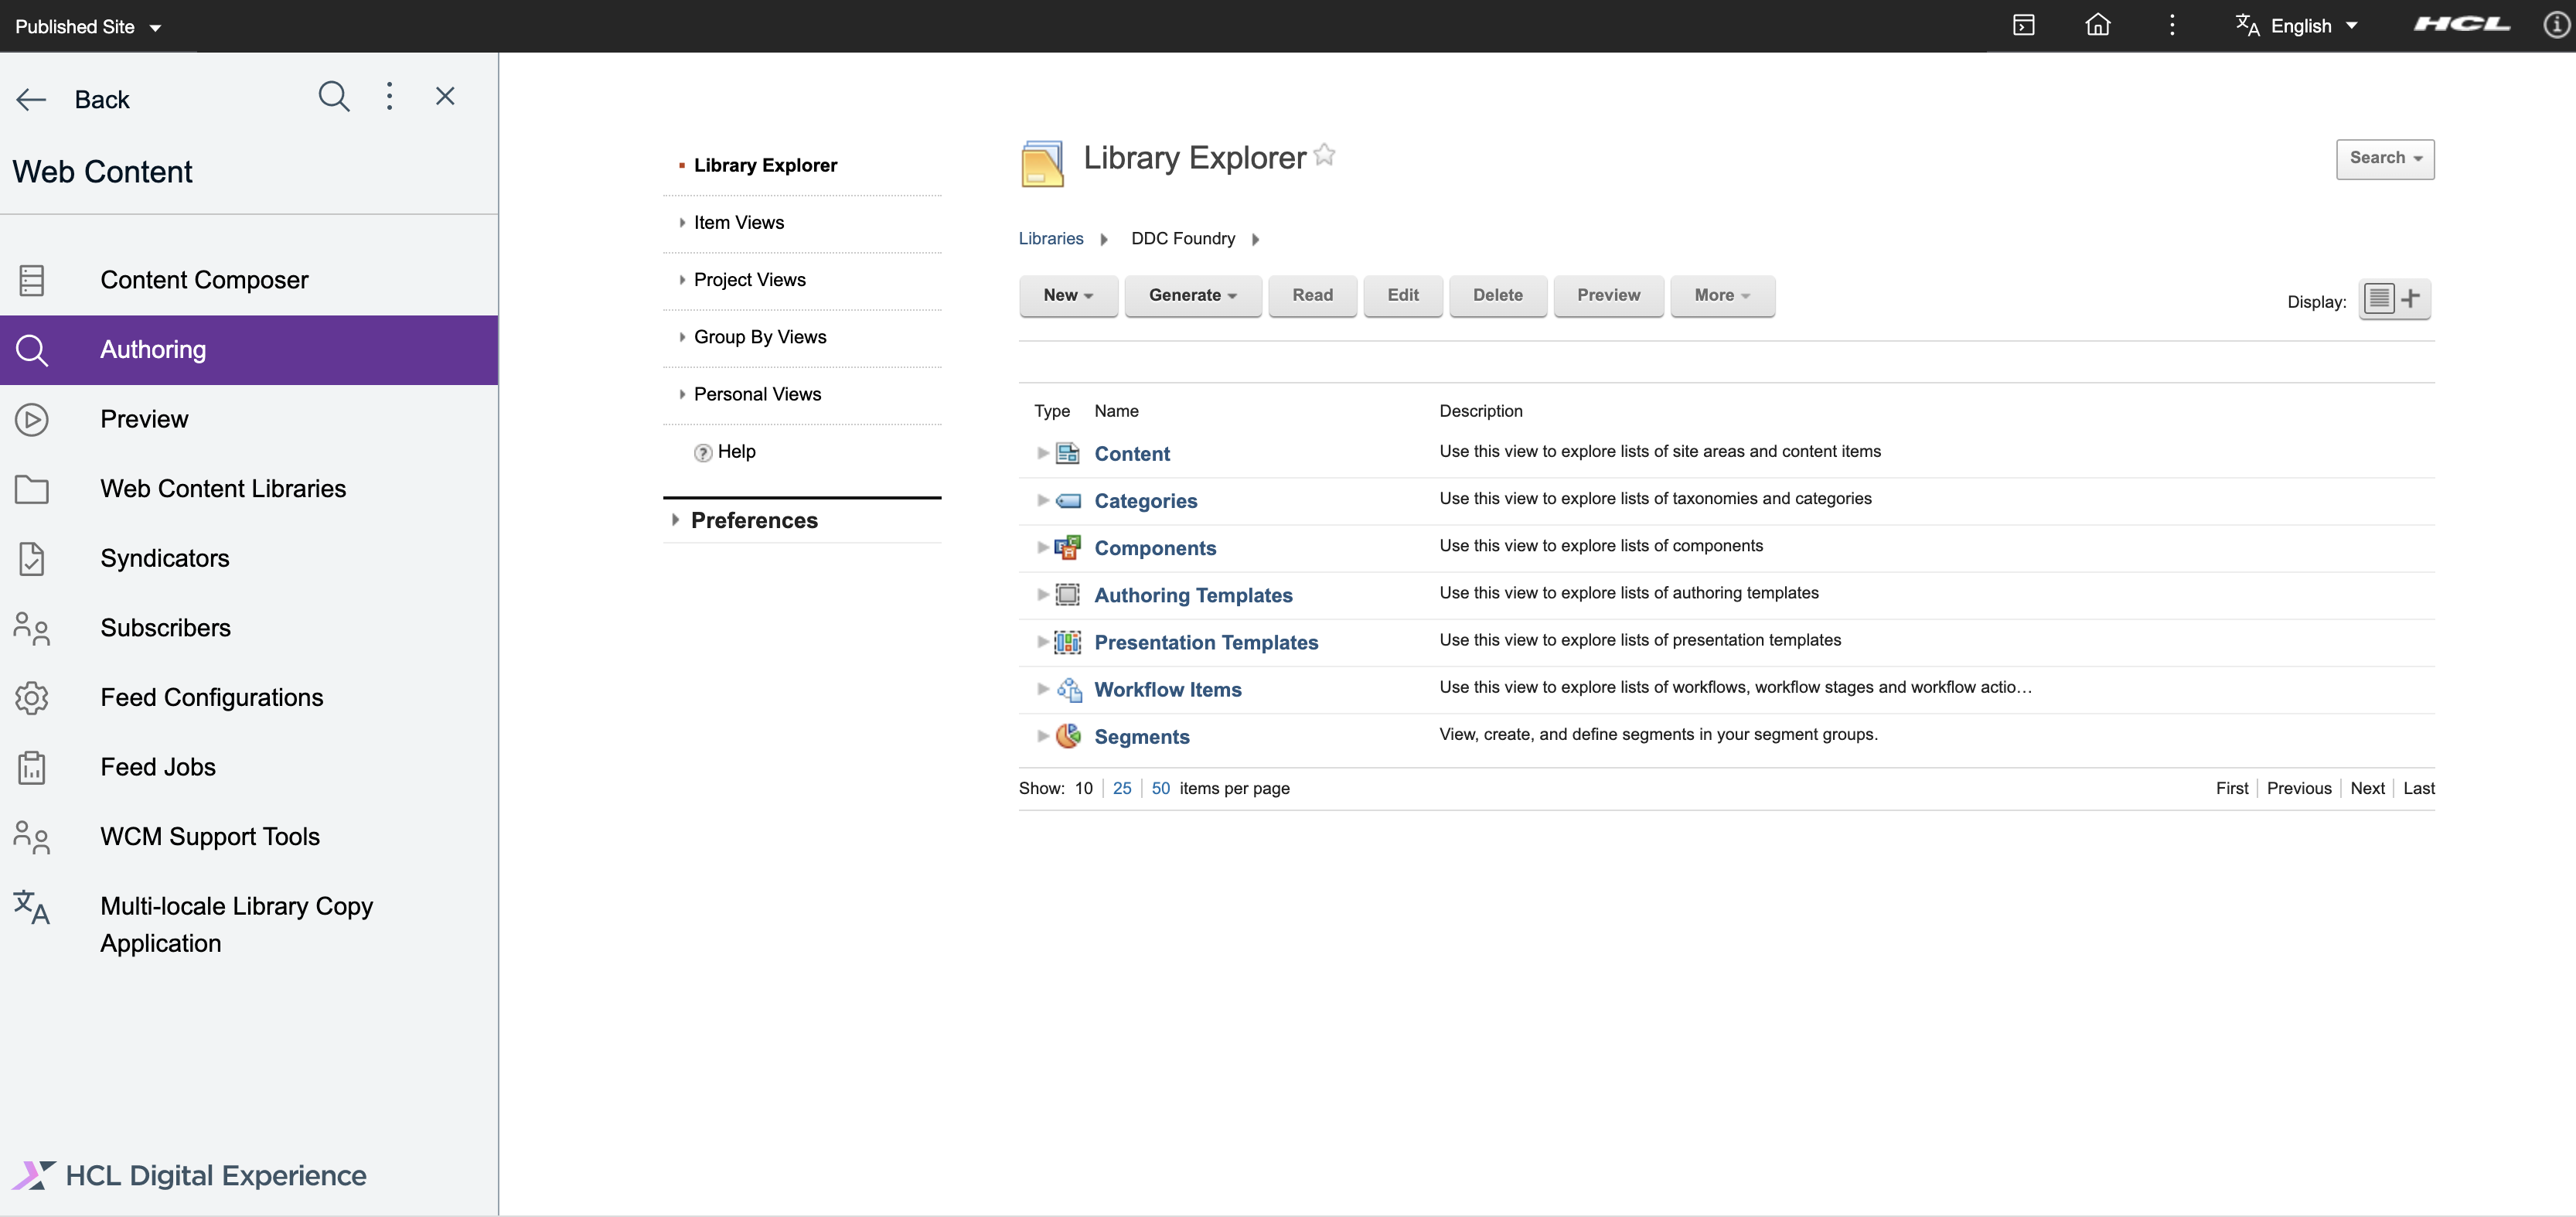 Published Site
English
HCL
Back
Web Content
Content Composer
Authoring
Preview
Web Content Libraries
Syndicators
Subscribers
Feed Configurations
Feed Jobs
WCM Support Tools
Multi-locale Library Copy
Application
HCL Digital Experience
Library Explorer
Item Views
Project Views
Group By Views
Personal Views
Help
Preferences
Library Explorer
Search
Libraries DDC Foundry
New Generate Read Edit Delete Preview More
Display:
Type Name Description
Content Use this view to explore lists of site areas and content items
Categories Use this view to explore lists of taxonomies and categories
Components Use this view to explore lists of components
Authoring Templates Use this view to explore lists of authoring templates
Presentation Templates Use this view to explore lists of presentation templates
Workflow Items Use this view to explore lists of workflows, workflow stages and workflow actio…
Segments View, create, and define segments in your segment groups.
Show: 10 25 50 items per page First Previous Next Last